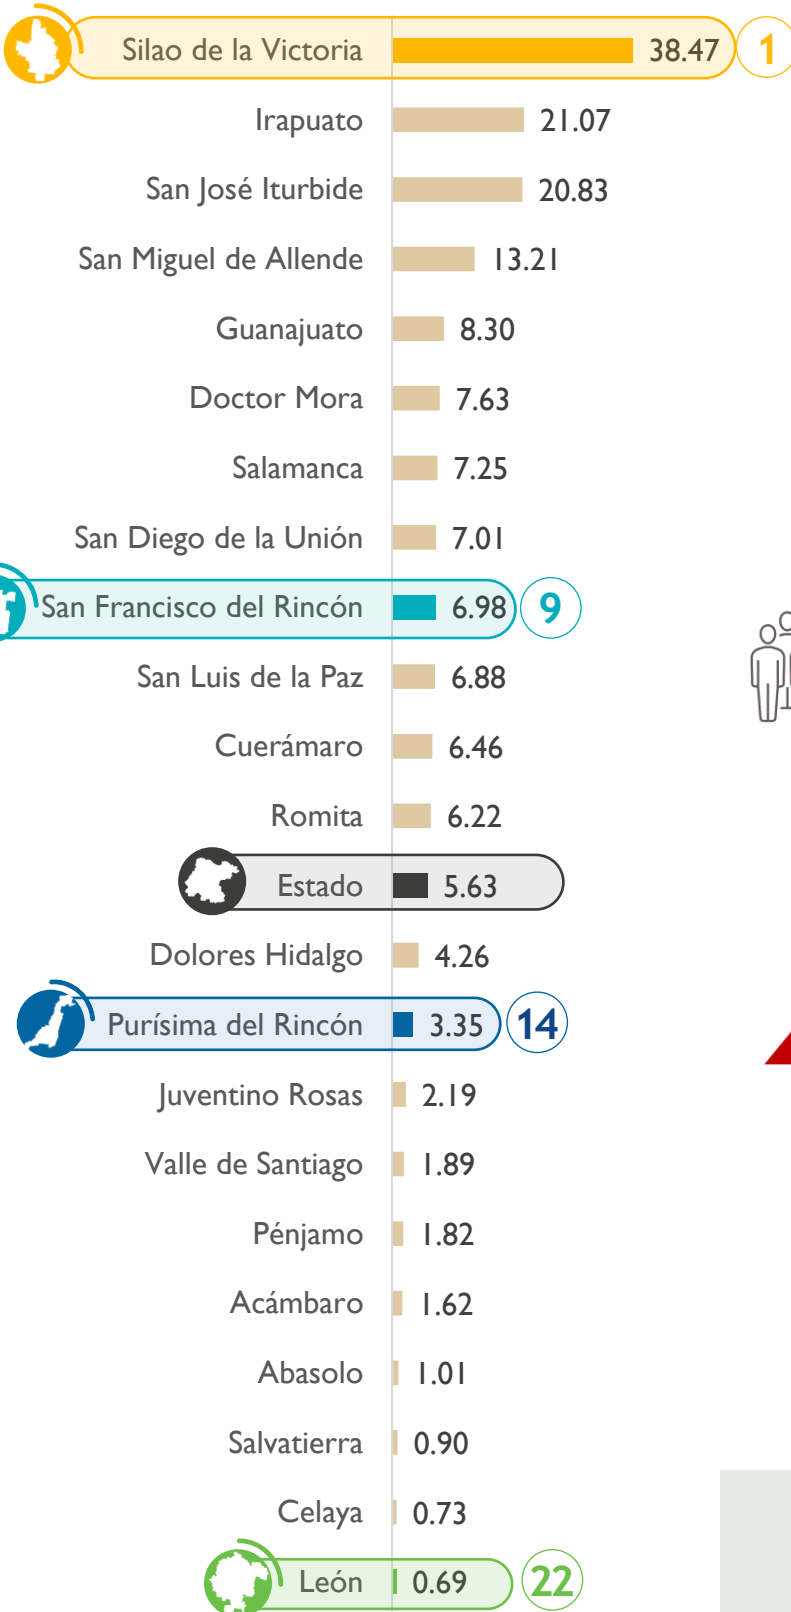 Silao de la Victoria 38.47 1
Irapuato 21.07
San José Iturbide 20.83
San Miguel de Allende 13.21
Guanajuato 8.30
Doctor Mora 7.63
Salamanca 7.25
San Diego de la Unión 7.01
San Francisco del Rincón 6.98 9
San Luis de la Paz 6.88
Cuerámaro 6.46
Romita 6.22
Estado 5.63
Dolores Hidalgo 4.26
Purísima del Rincón 3.35 14
Juventino Rosas 2.19
Valle de Santiago 1.89
Pénjamo 1.82
Acámbaro 1.62
Abasolo 1.01
Salvatierra 0.90
Celaya 0.73
León 0.69 22